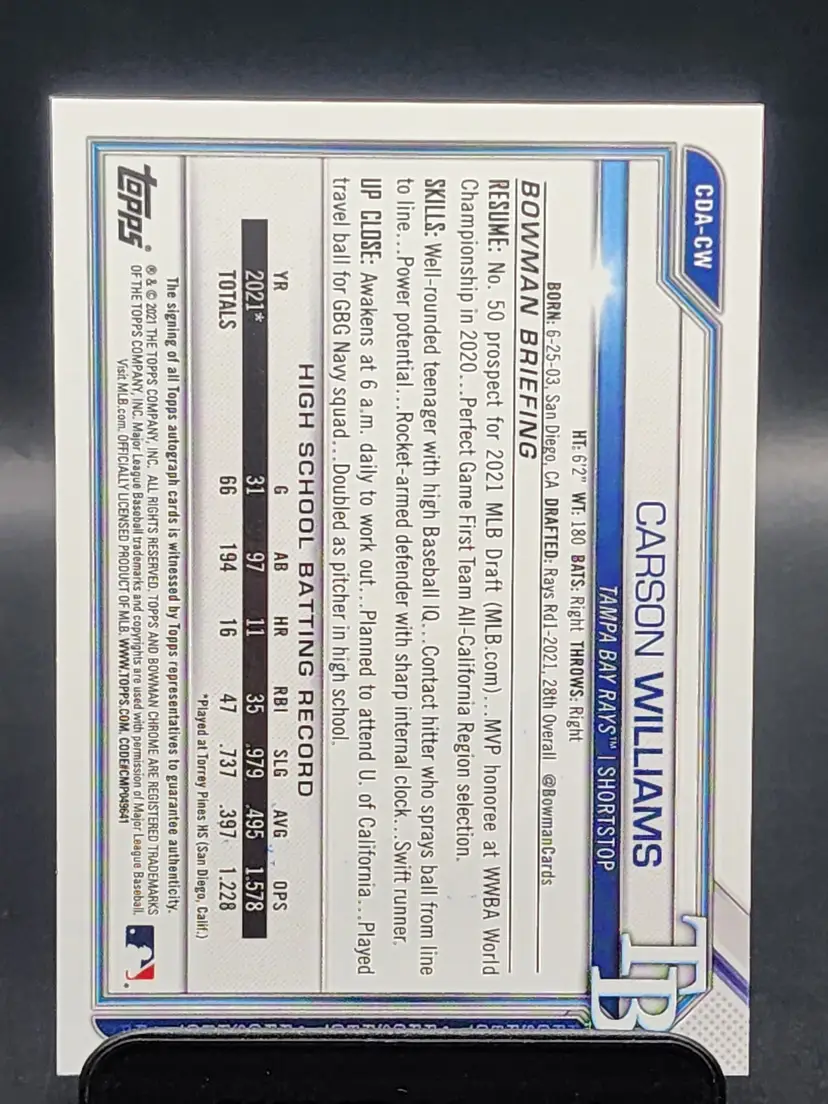 CDA-CW
CARSON WILLIAMS
TAMPA BAY RAYS™ | SHORTSTOP
TB
HT: 6'2" WT: 180 BATS: Right THROWS: Right
BORN: 6-25-03, San Diego, CA DRAFTED: Rays Rd1-2021, 28th Overall @BowmanCards
BOWMAN BRIEFING
RESUME: No. 50 prospect for 2021 MLB Draft (MLB.com)...MVP honoree at WWBA World
Championship in 2020...Perfect Game First Team All-California Region selection.
SKILLS: Well-rounded teenager with high Baseball IQ...Contact hitter who sprays ball from line
to line...Power potential...Rocket-armed defender with sharp internal clock...Swift runner.
UP CLOSE: Awakens at 6 a.m. daily to work out...Planned to attend U. of California...Played
travel ball for GBG Navy squad...Doubled as pitcher in high school.
HIGH SCHOOL BATTING RECORD
YR G AB HR RBI SLG AVG OPS
2021* 31 97 11 35 .979 .495 1.578
TOTALS 66 194 16 47 .737 .397 1.228
*Played at Torrey Pines HS (San Diego, Calif.)
The signing of all Topps autograph cards is witnessed by Topps representatives to guarantee authenticity.
topps®
® & © 2021 THE TOPPS COMPANY, INC. ALL RIGHTS RESERVED. TOPPS AND BOWMAN CHROME ARE REGISTERED TRADEMARKS
OF THE TOPPS COMPANY, INC. Major League Baseball trademarks and copyrights are used with permission of Major League Baseball.
Visit MLB.com. OFFICIALLY LICENSED PRODUCT OF MLB. WWW.TOPPS.COM. CODE#CMP049641